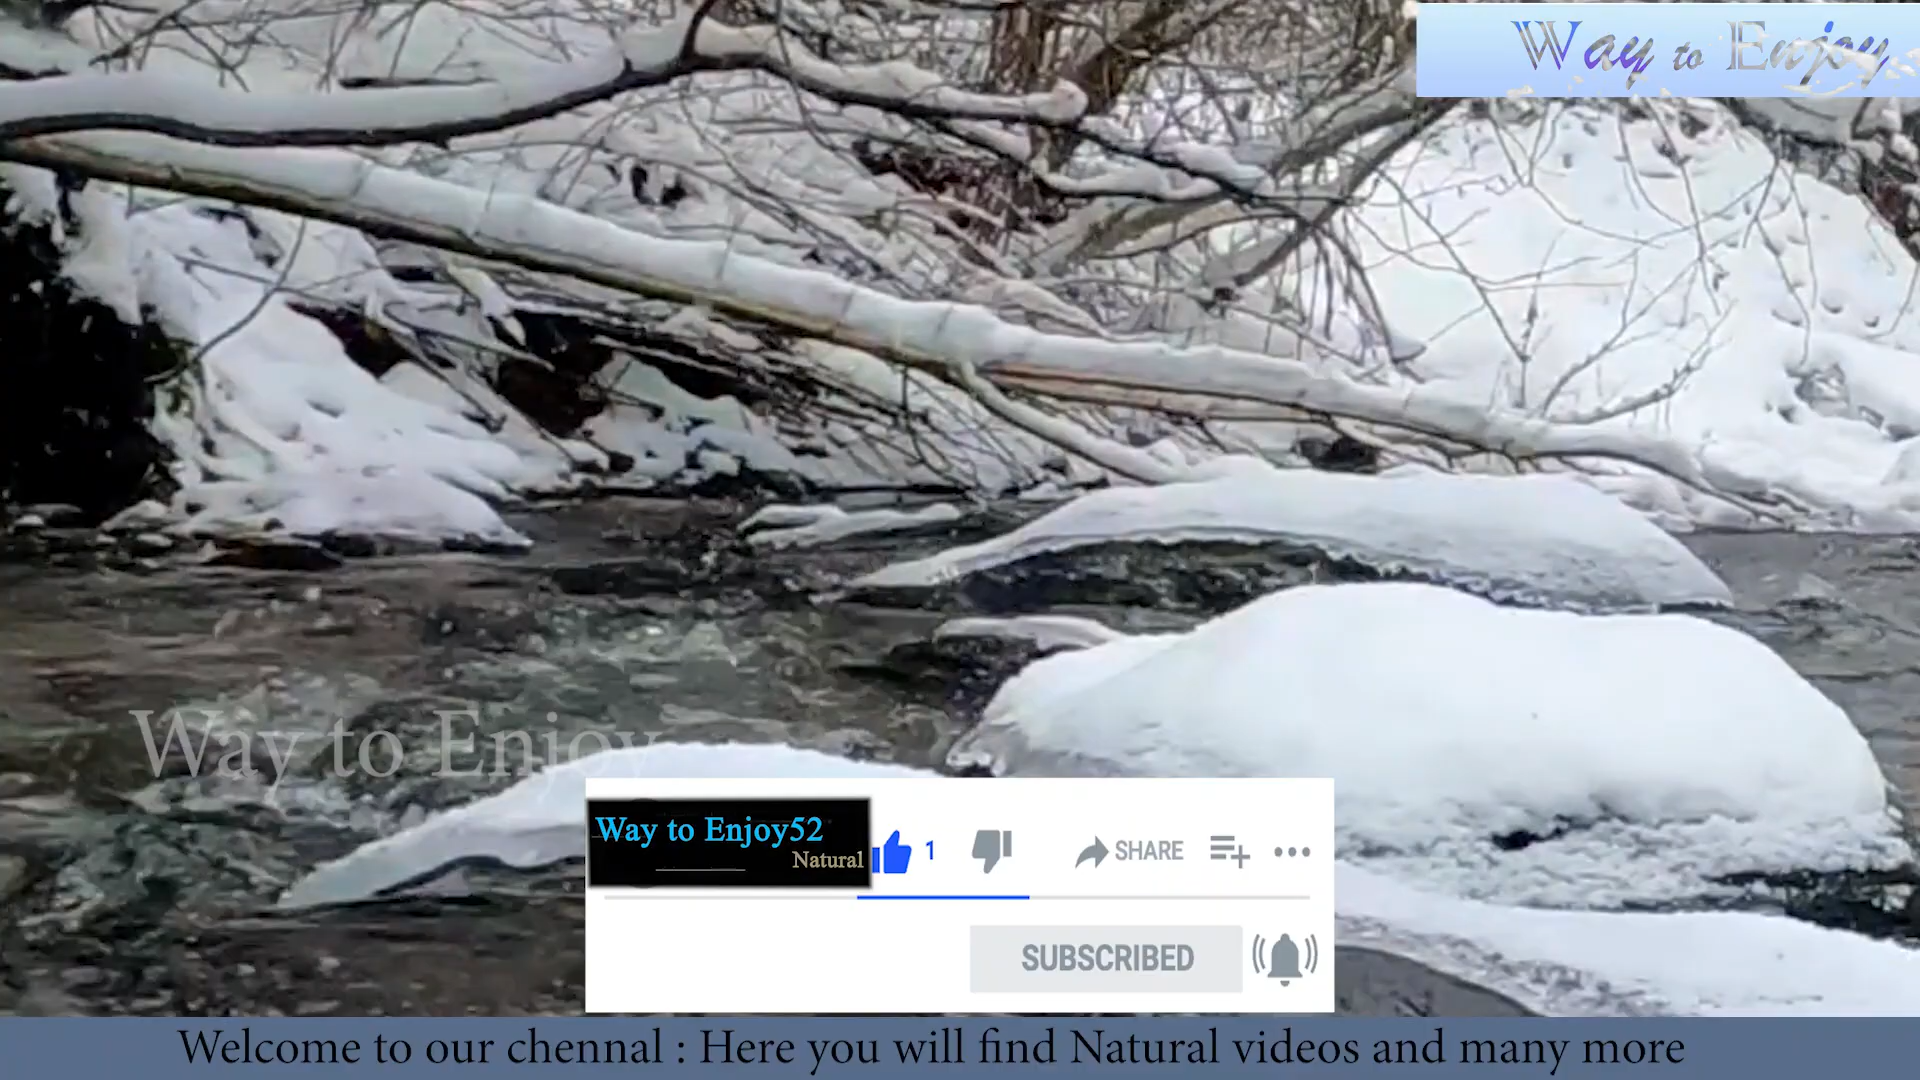 Way to Enjoy
Way to Enjoy
Way to Enjoy52
Natural
1
SHARE
SUBSCRIBED
Welcome to our chennal : Here you will find Natural videos and many more